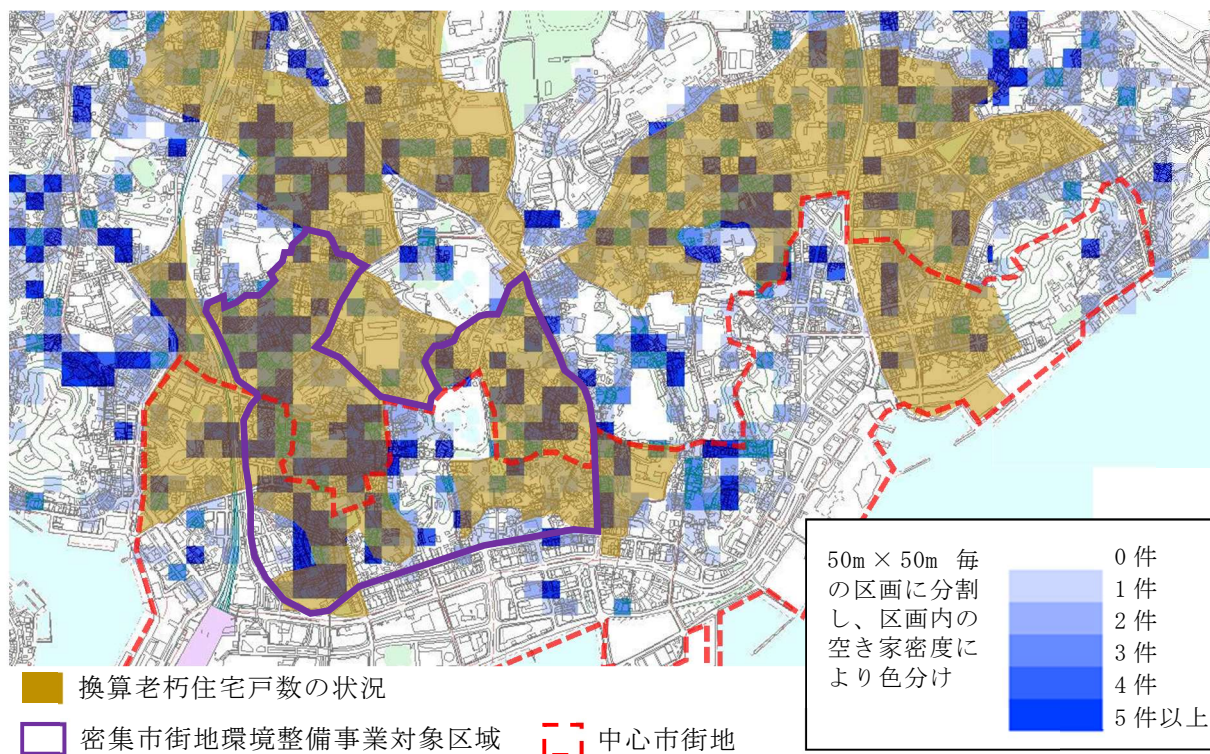 50m×50m 毎
の区画に分割
し、区画内の
空き家密度に
より色分け
0件
1件
2件
3件
4件
5件以上
換算老朽住宅戸数の状況
密集市街地環境整備事業対象区域
中心市街地